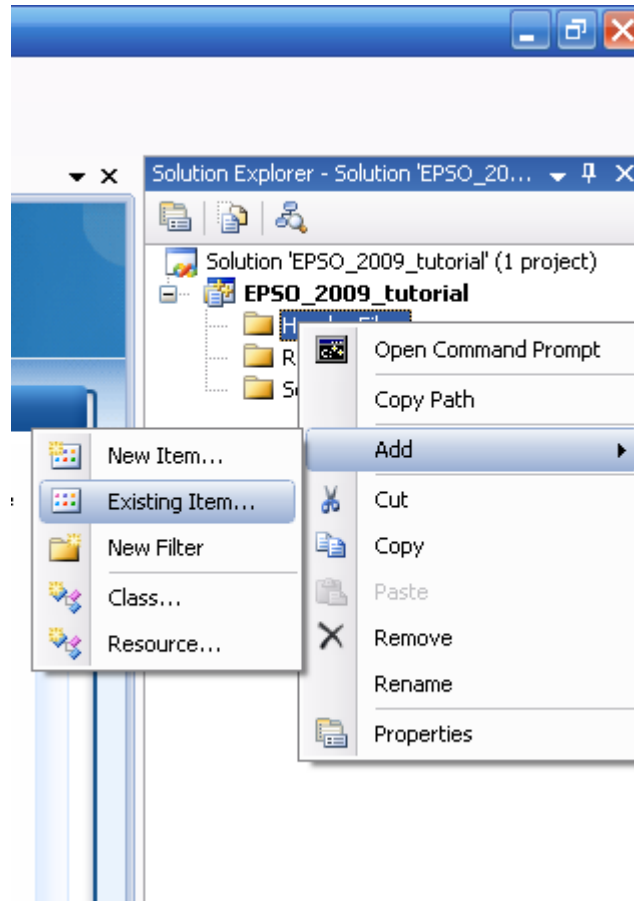 Solution Explorer - Solution 'EPSO_20...
Solution 'EPSO_2009_tutorial' (1 project)
EPSO_2009_tutorial
Open Command Prompt
Copy Path
Add
Cut
Copy
Paste
Remove
Rename
Properties
New Item...
Existing Item...
New Filter
Class...
Resource...